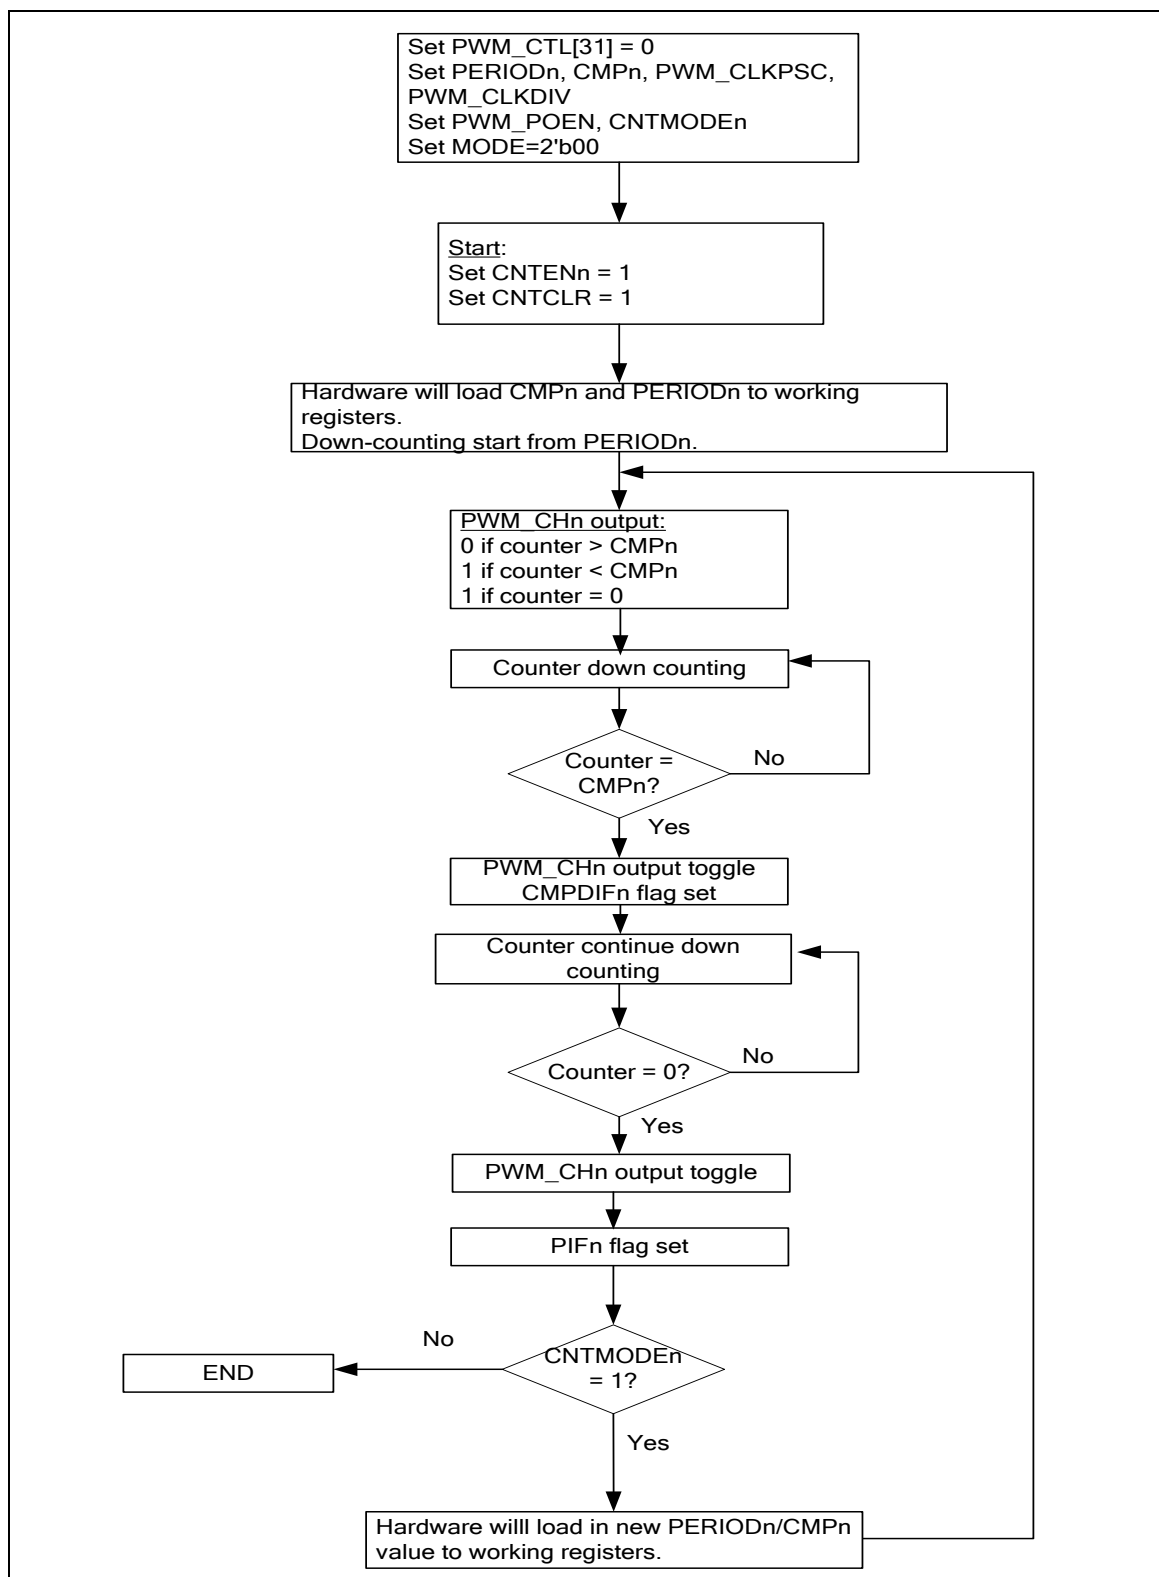 Set PWM_CTL[31] = 0
Set PERIODn, CMPn, PWM_CLKPSC,
PWM_CLKDIV
Set PWM_POEN, CNTMODEn
Set MODE=2'b00
Start:
Set CNTENn = 1
Set CNTCLR = 1
Hardware will load CMPn and PERIODn to working
registers.
Down-counting start from PERIODn.
PWM_CHn output:
0 if counter > CMPn
1 if counter < CMPn
1 if counter = 0
Counter down counting
Counter =
CMPn?
No
Yes
PWM_CHn output toggle
CMPDIFn flag set
Counter continue down
counting
Counter = 0?
No
Yes
PWM_CHn output toggle
PIFn flag set
CNTMODEn
= 1?
No
END
Yes
Hardware willl load in new PERIODn/CMPn
value to working registers.